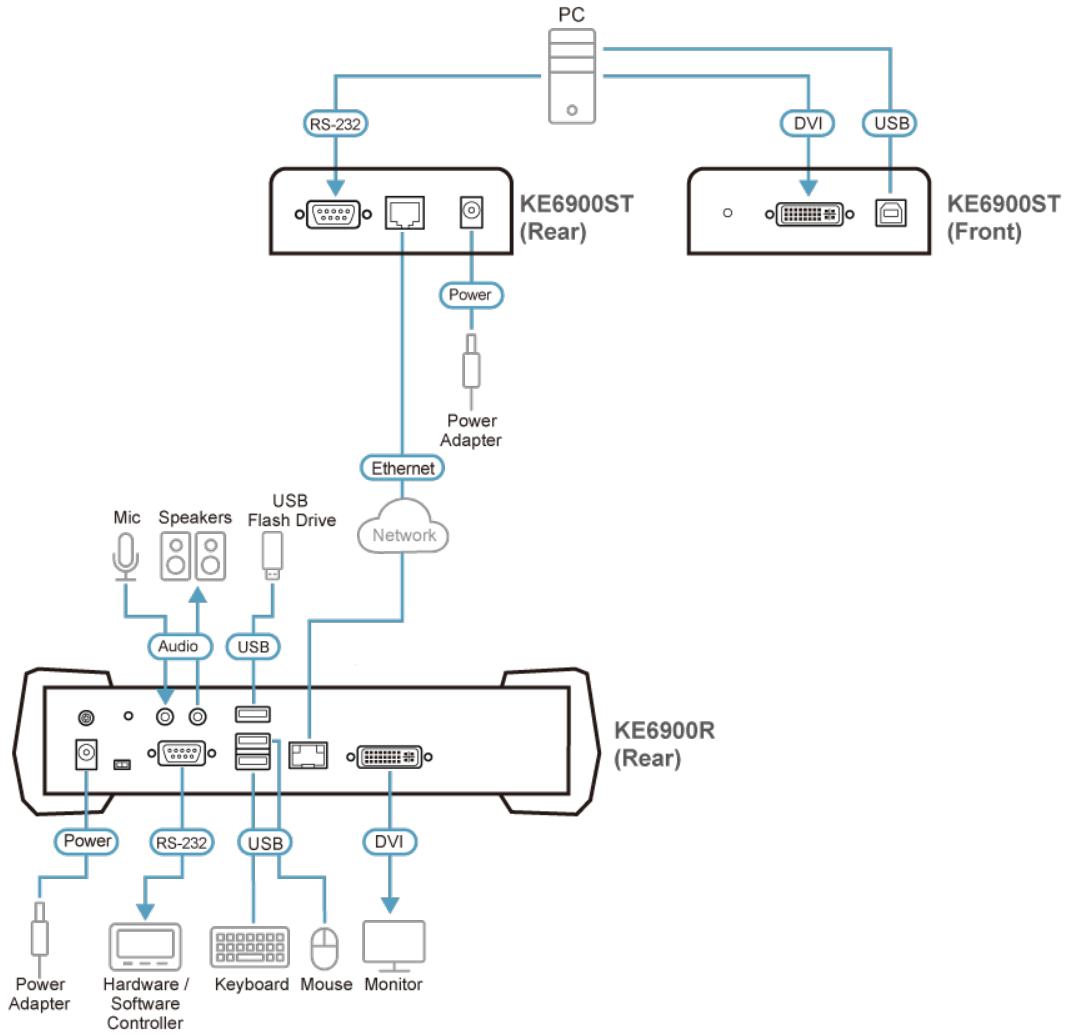 PC
RS-232
DVI
USB
KE6900ST
(Rear)
KE6900ST
(Front)
Power
Power
Adapter
Ethernet
Network
Mic
Speakers
USB
Flash Drive
Audio
USB
KE6900R
(Rear)
Power
RS-232
USB
DVI
Power
Adapter
Hardware /
Software
Controller
Keyboard
Mouse
Monitor